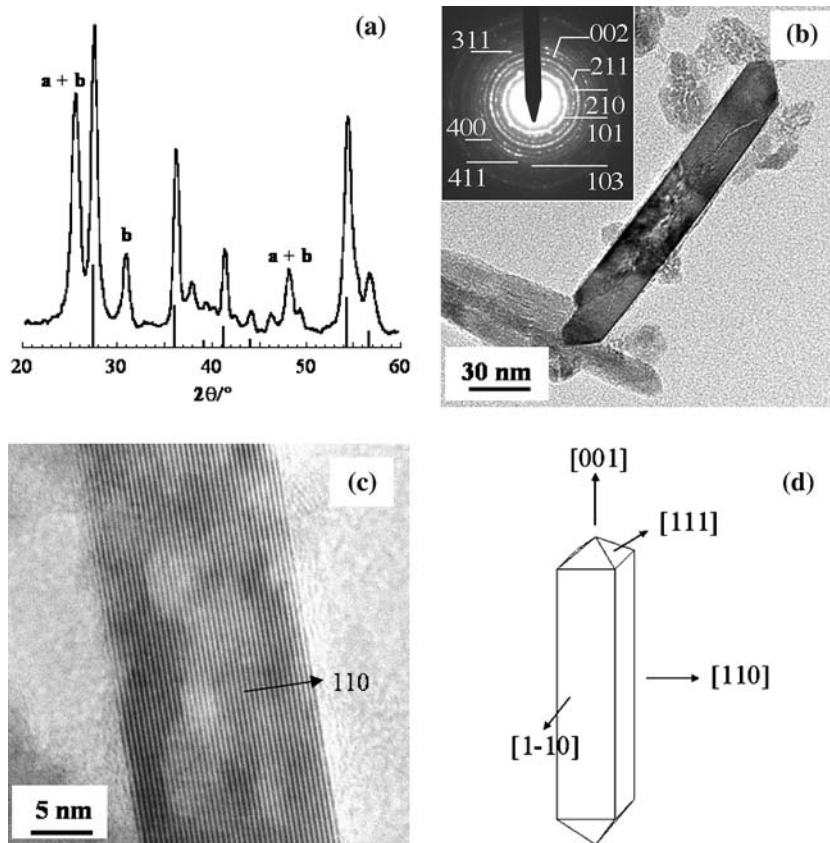 (a)
a + b
b
a + b
20 30 40 50 60
2θ/°
(b)
311
002
211
210
101
400
411
103
30 nm
(c)
110
5 nm
(d)
[001]
[111]
[110]
[1-10]